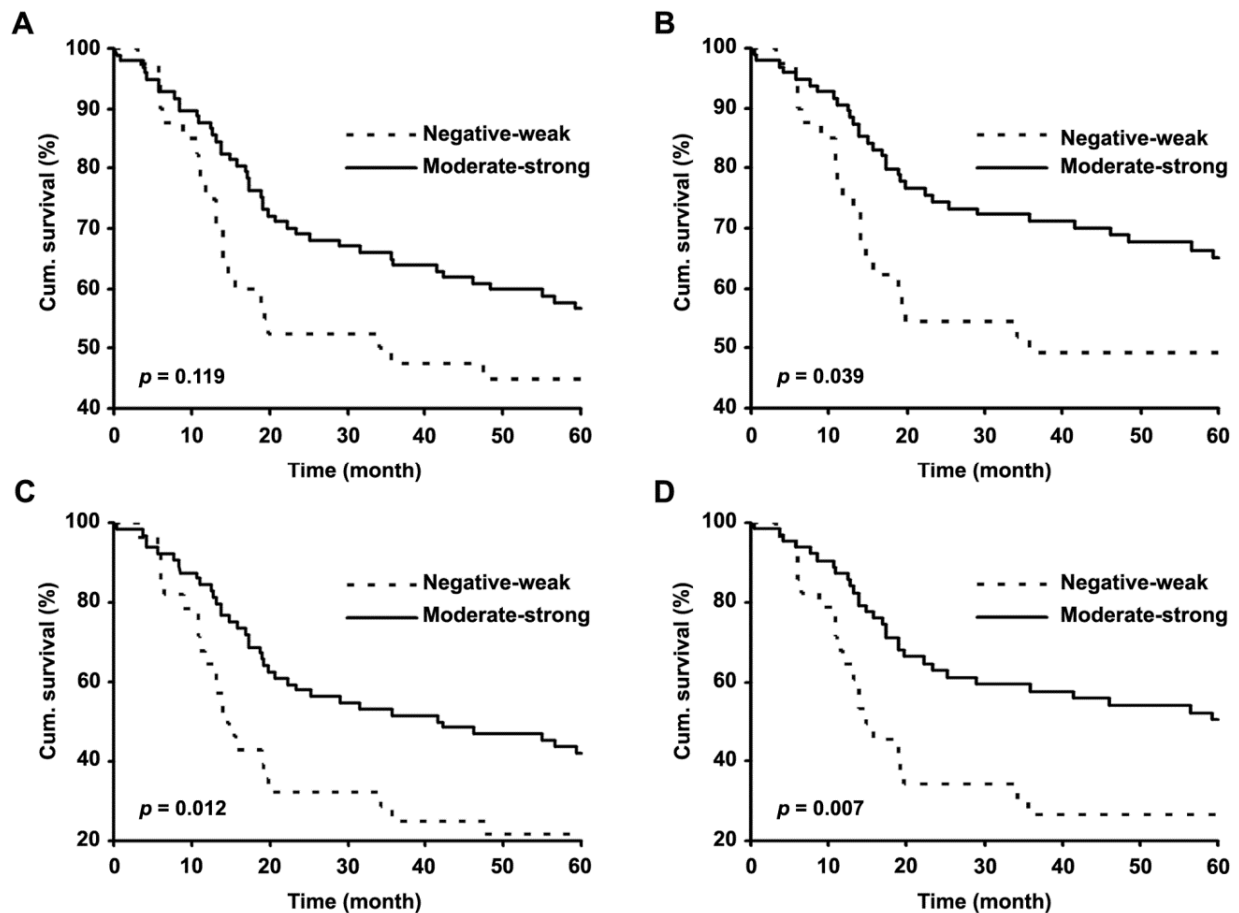 A
100
90
80
70
60
50
40
Cum. survival (%)
Negative-weak
Moderate-strong
p = 0.119
0 10 20 30 40 50 60
Time (month)
B
100
90
80
70
60
50
40
Cum. survival (%)
Negative-weak
Moderate-strong
p = 0.039
0 10 20 30 40 50 60
Time (month)
C
100
80
60
40
20
Cum. survival (%)
Negative-weak
Moderate-strong
p = 0.012
0 10 20 30 40 50 60
Time (month)
D
100
80
60
40
20
Cum. survival (%)
Negative-weak
Moderate-strong
p = 0.007
0 10 20 30 40 50 60
Time (month)